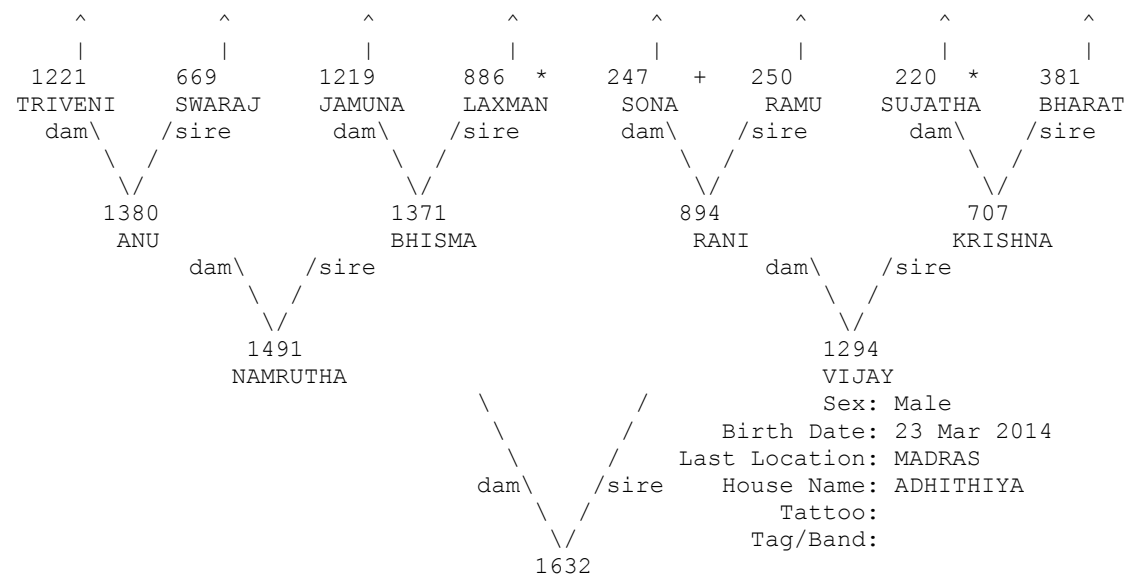 ^ ^ ^ ^ ^ ^ ^ ^
| | | | | | | |
1221 669 1219 886 * 247 + 250 220 * 381
TRIVENI SWARAJ JAMUNA LAXMAN SONA RAMU SUJATHA BHARAT
dam\ /sire dam\ /sire dam\ /sire dam\ /sire
\ / \ / \ / \ /
\/ \/ \/ \/
1380 1371 894 707
ANU BHISMA RANI KRISHNA
dam\ /sire dam\ /sire
\ / \ /
\/ \/
1491 1294
NAMRUTHA VIJAY
\ / Sex: Male
\ / Birth Date: 23 Mar 2014
\ / Last Location: MADRAS
dam\ /sire House Name: ADHITHIYA
\ / Tattoo:
\/ Tag/Band:
1632